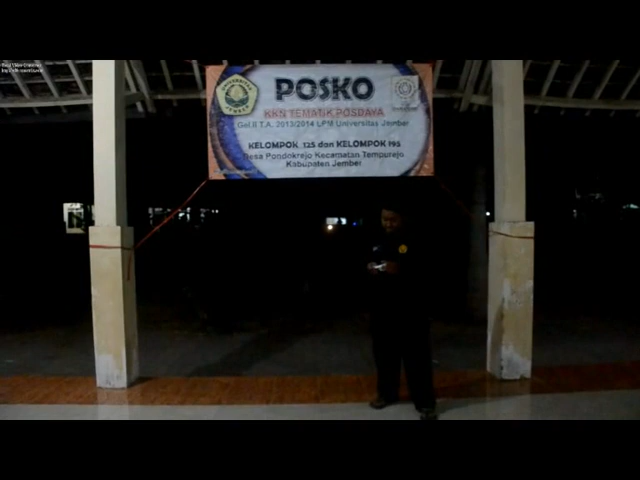 POSKO
KKN TEMATIK POSDAYA
Gel.II T.A. 2013/2014 LPM Universitas Jember
KELOMPOK 125 dan KELOMPOK 195
Desa Pondokrejo Kecamatan Tempurejo
Kabupaten Jember